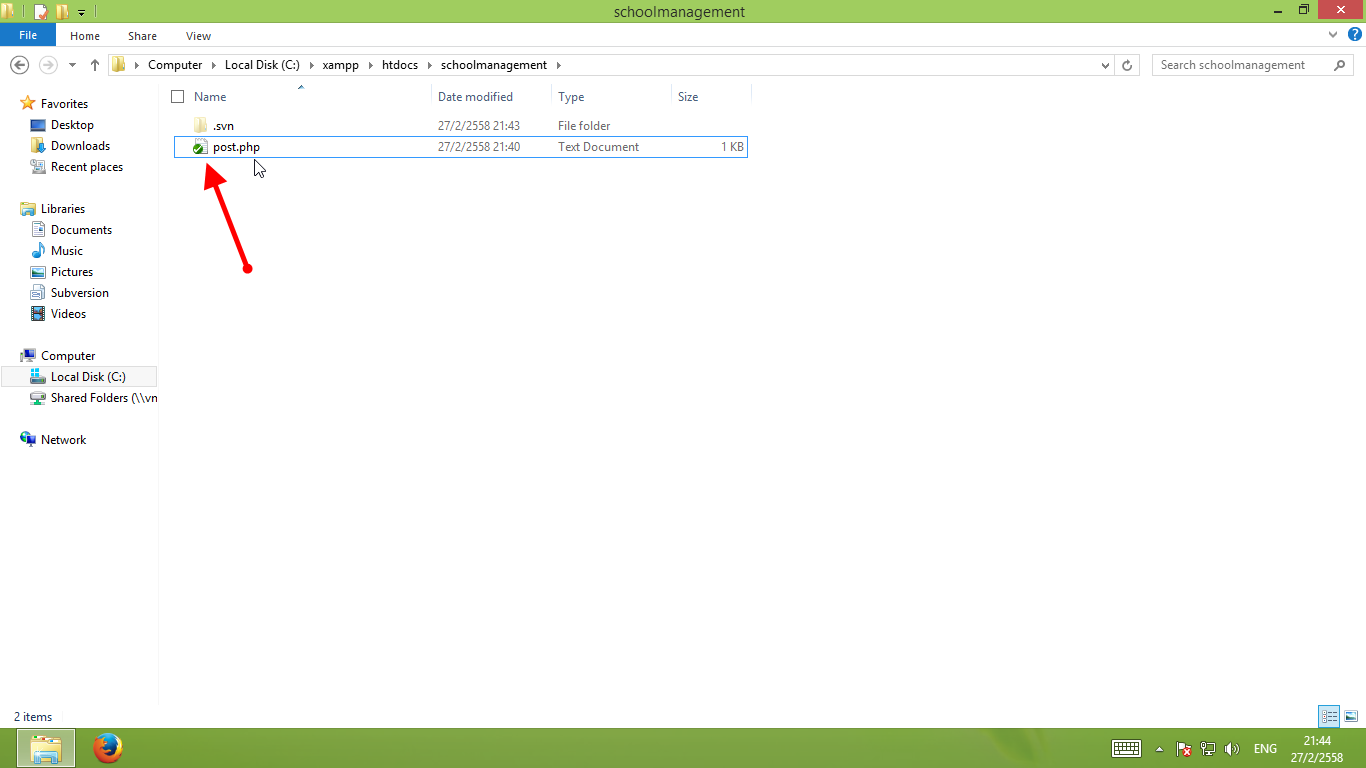 schoolmanagement
File Home Share View
Computer Local Disk (C:) xampp htdocs schoolmanagement Search schoolmanagement
Name Date modified Type Size
.svn 27/2/2558 21:43 File folder
post.php 27/2/2558 21:40 Text Document 1 KB
Favorites
Desktop
Downloads
Recent places
Libraries
Documents
Music
Pictures
Subversion
Videos
Computer
Local Disk (C:)
Shared Folders (\\vn
Network
2 items
ENG
21:44
27/2/2558